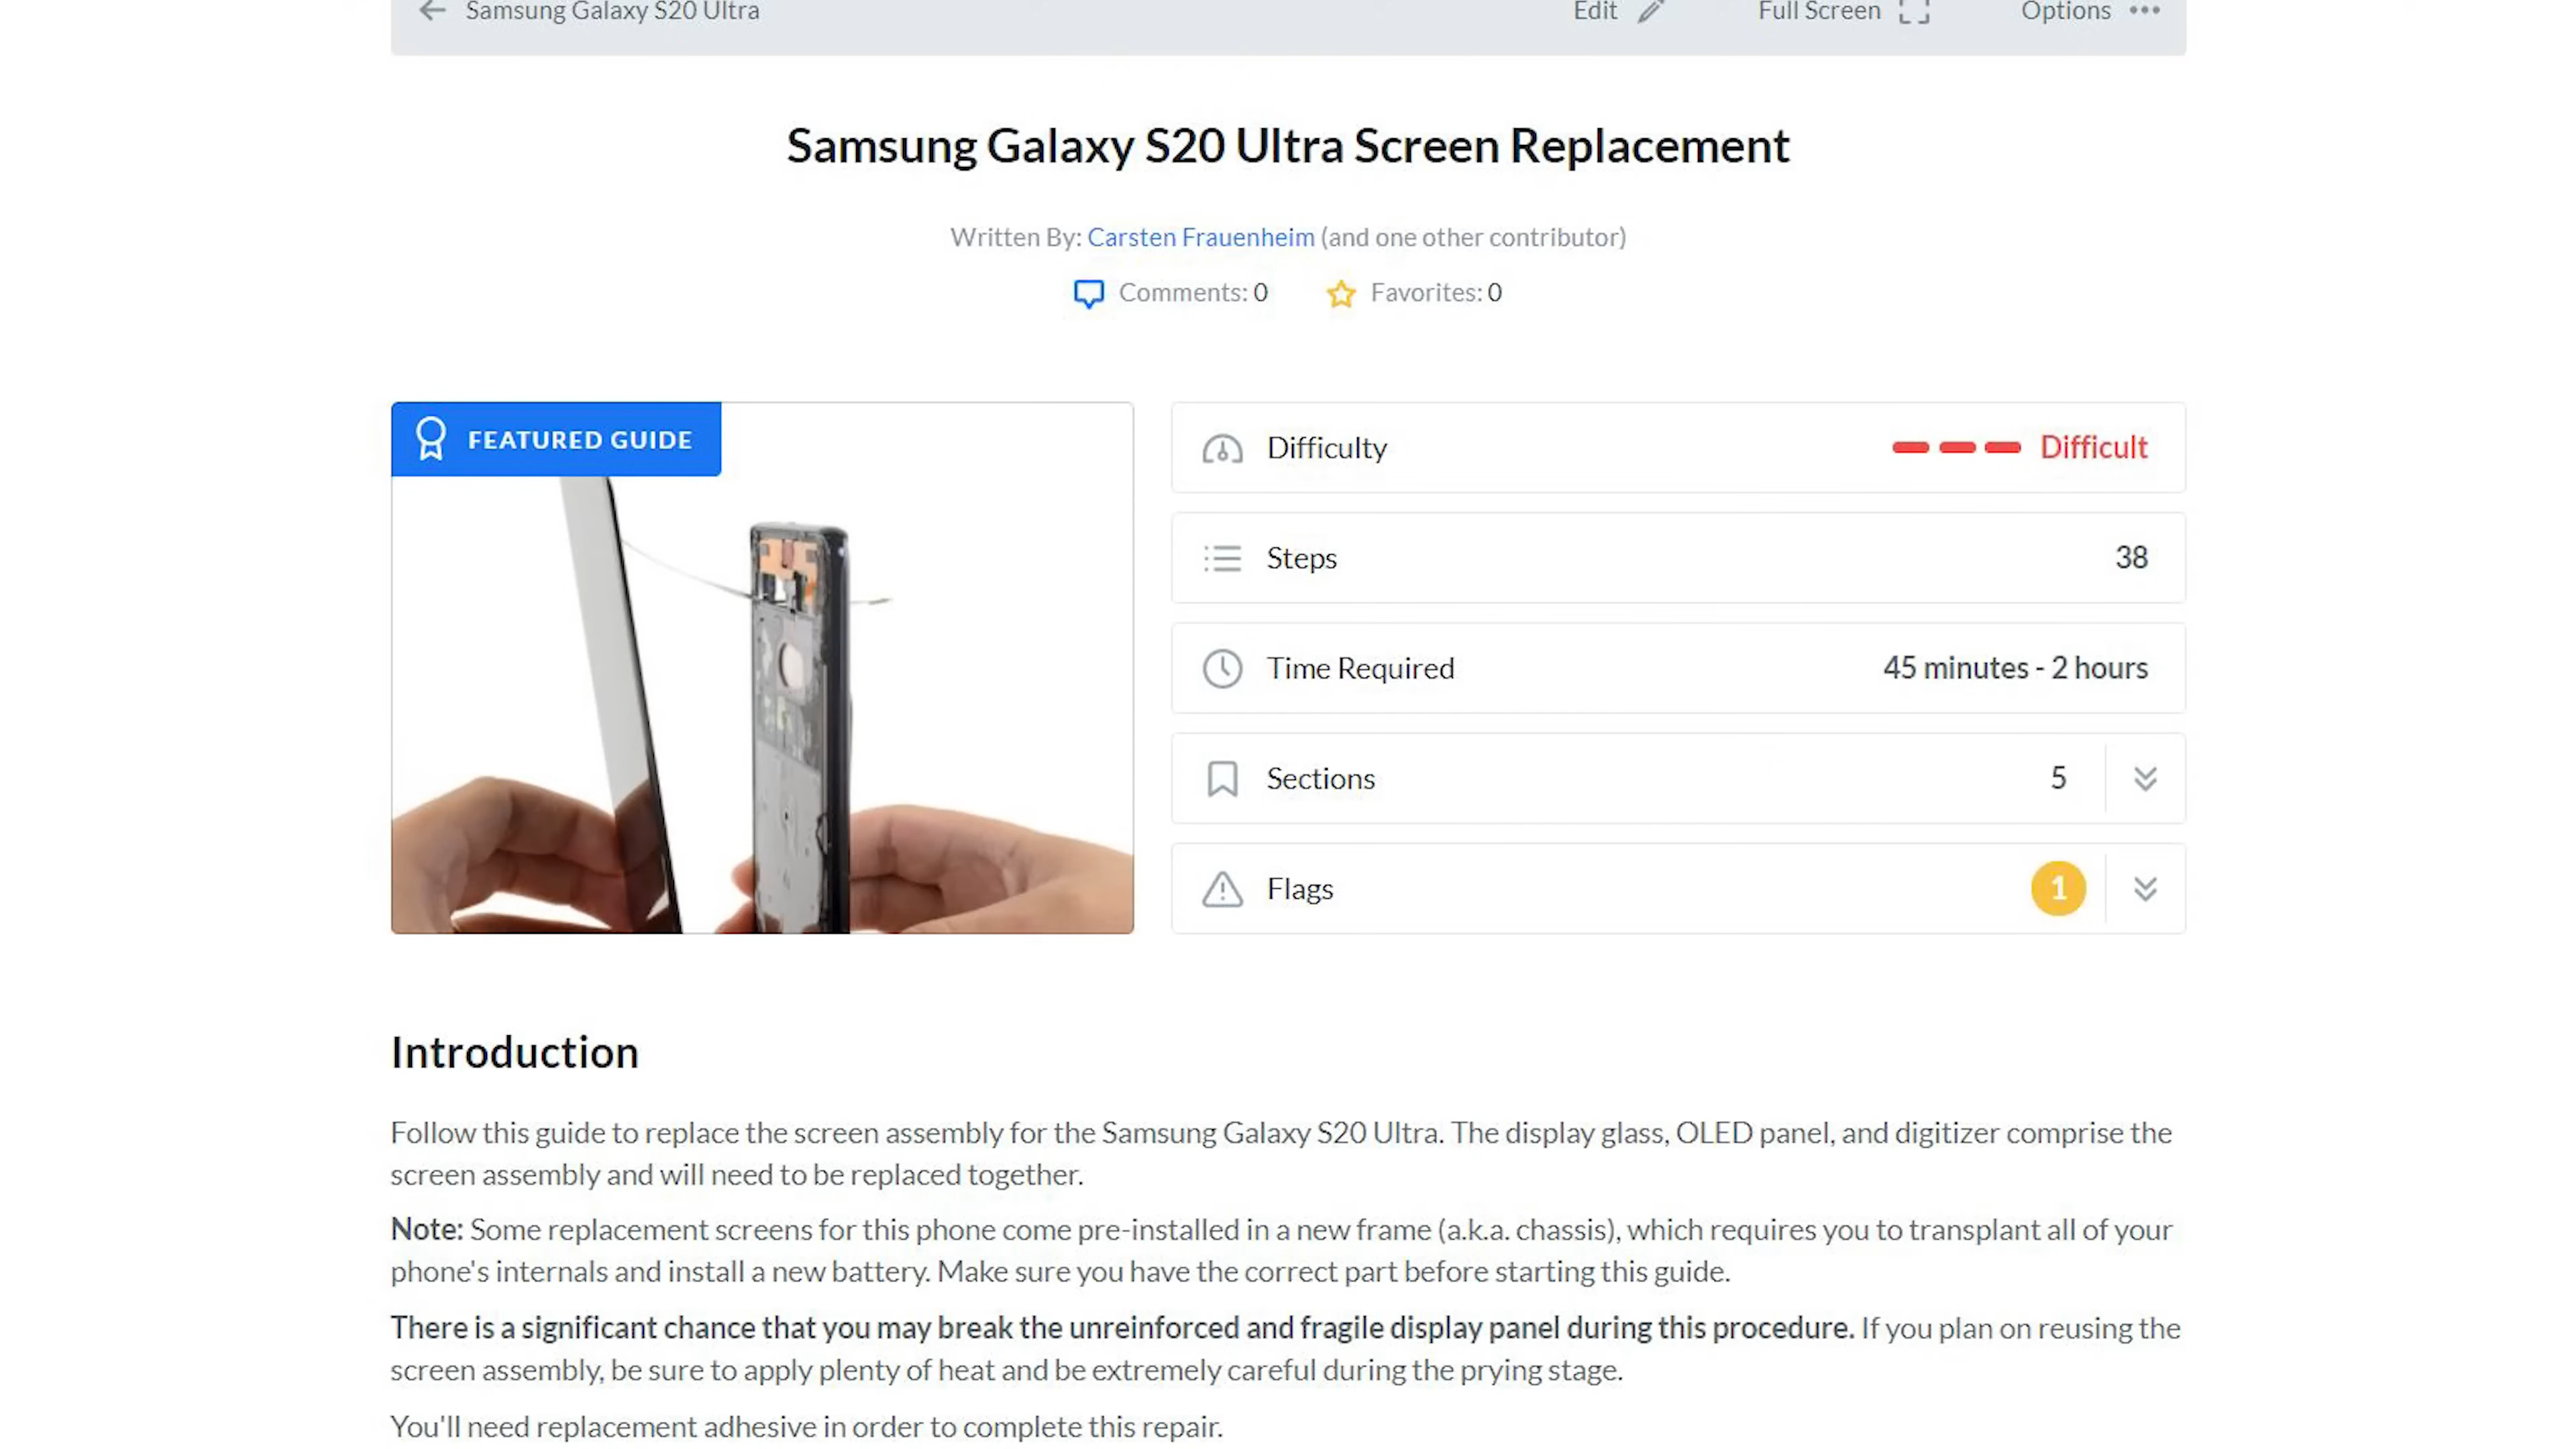 Samsung Galaxy S20 Ultra
Edit
Full Screen
Options
Samsung Galaxy S20 Ultra Screen Replacement
Written By: Carsten Frauenheim (and one other contributor)
Comments: 0
Favorites: 0
FEATURED GUIDE
Difficulty
Difficult
Steps
38
Time Required
45 minutes - 2 hours
Sections
5
Flags
1
Introduction
Follow this guide to replace the screen assembly for the Samsung Galaxy S20 Ultra. The display glass, OLED panel, and digitizer comprise the
screen assembly and will need to be replaced together.
Note: Some replacement screens for this phone come pre-installed in a new frame (a.k.a. chassis), which requires you to transplant all of your
phone's internals and install a new battery. Make sure you have the correct part before starting this guide.
There is a significant chance that you may break the unreinforced and fragile display panel during this procedure. If you plan on reusing the
screen assembly, be sure to apply plenty of heat and be extremely careful during the prying stage.
You'll need replacement adhesive in order to complete this repair.